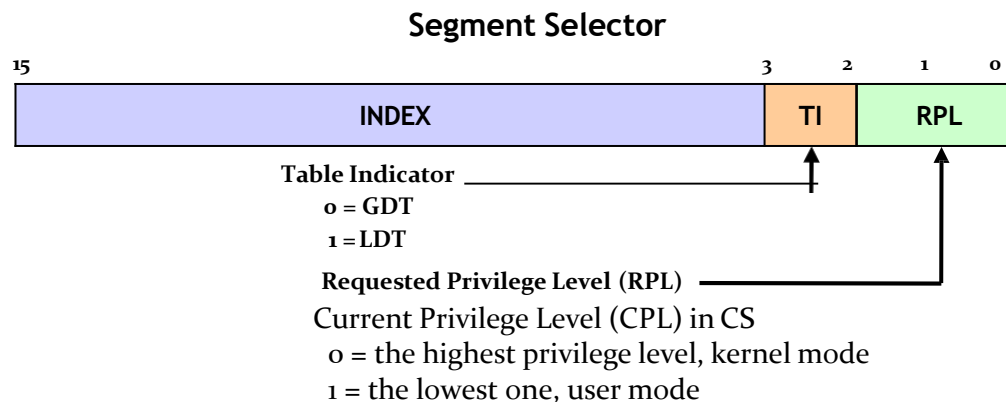 Segment Selector
15 3 2 1 0
INDEX TI RPL
Table Indicator
0 = GDT
1 = LDT
Requested Privilege Level (RPL)
Current Privilege Level (CPL) in CS
0 = the highest privilege level, kernel mode
1 = the lowest one, user mode